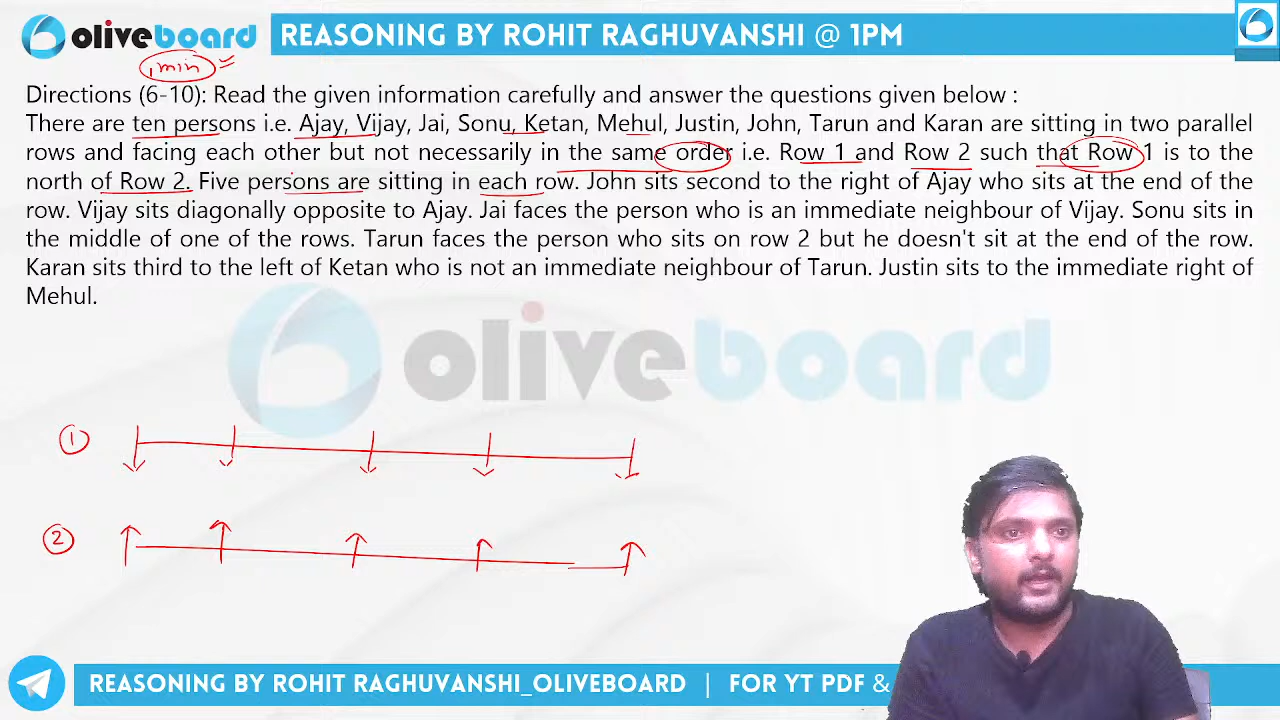 oliveboard REASONING BY ROHIT RAGHUVANSHI @ 1PM
1min
Directions (6-10): Read the given information carefully and answer the questions given below :
There are ten persons i.e. Ajay, Vijay, Jai, Sonu, Ketan, Mehul, Justin, John, Tarun and Karan are sitting in two parallel
rows and facing each other but not necessarily in the same order i.e. Row 1 and Row 2 such that Row 1 is to the
north of Row 2. Five persons are sitting in each row. John sits second to the right of Ajay who sits at the end of the
row. Vijay sits diagonally opposite to Ajay. Jai faces the person who is an immediate neighbour of Vijay. Sonu sits in
the middle of one of the rows. Tarun faces the person who sits on row 2 but he doesn't sit at the end of the row.
Karan sits third to the left of Ketan who is not an immediate neighbour of Tarun. Justin sits to the immediate right of
Mehul.
oliveboard
1
2
REASONING BY ROHIT RAGHUVANSHI_OLIVEBOARD | FOR YT PDF &